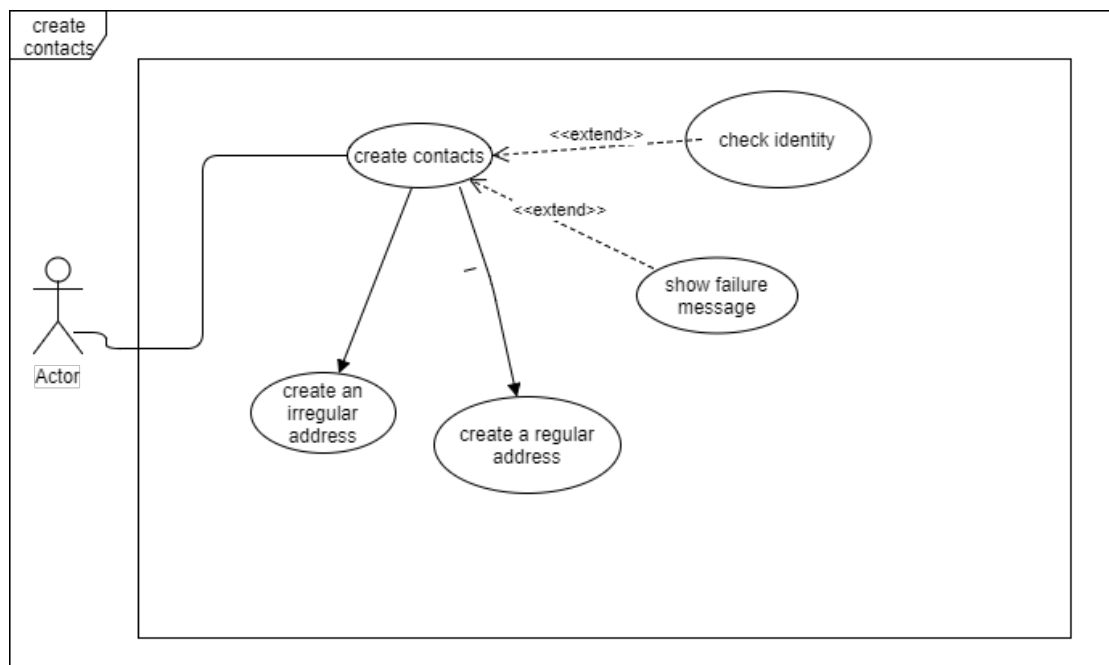 create
contacts
create contacts
<<extend>>
check identity
<<extend>>
show failure
message
Actor
create an
irregular
address
create a regular
address